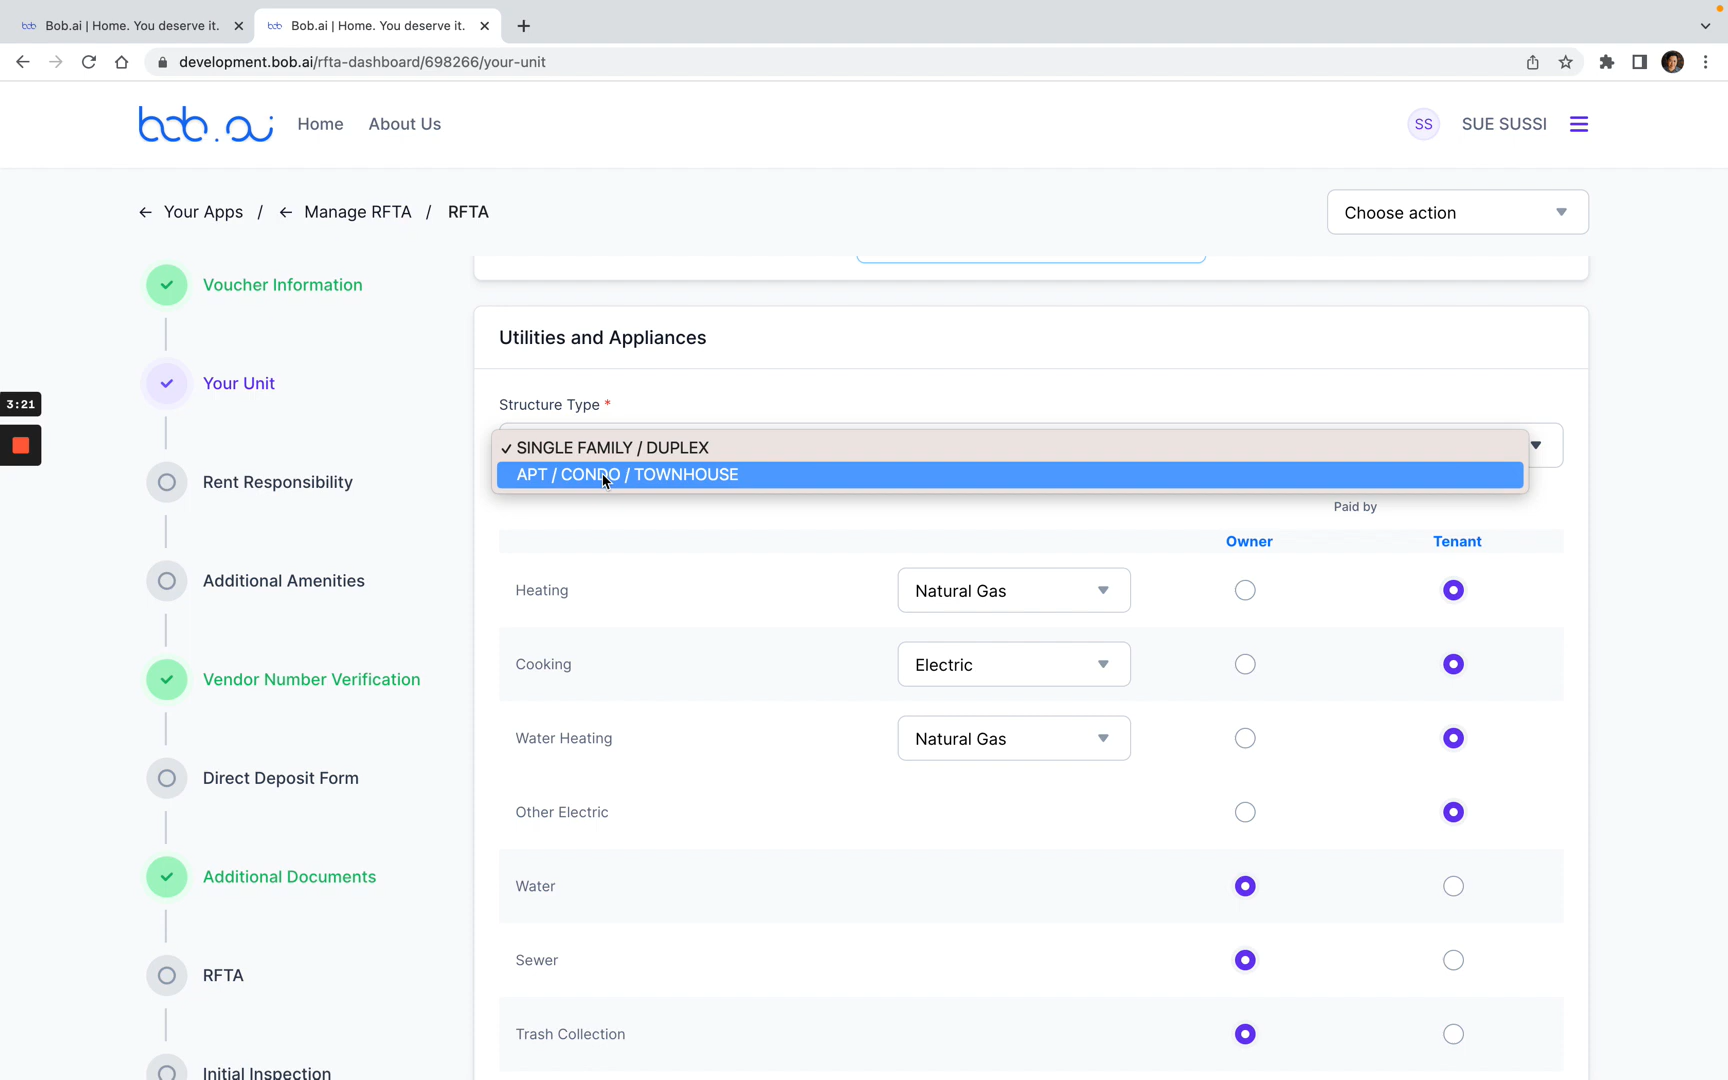 Bob.ai | Home. You deserve it.
Bob.ai | Home. You deserve it.
development.bob.ai/rfta-dashboard/698266/your-unit
bob.ai
Home
About Us
SS
SUE SUSSI
← Your Apps / ← Manage RFTA / RFTA
Choose action
Voucher Information
Your Unit
Rent Responsibility
Additional Amenities
Vendor Number Verification
Direct Deposit Form
Additional Documents
RFTA
Initial Inspection
3:21
Utilities and Appliances
Structure Type *
✓ SINGLE FAMILY / DUPLEX
APT / CONDO / TOWNHOUSE
Paid by
Owner Tenant
Heating Natural Gas
Cooking Electric
Water Heating Natural Gas
Other Electric
Water
Sewer
Trash Collection